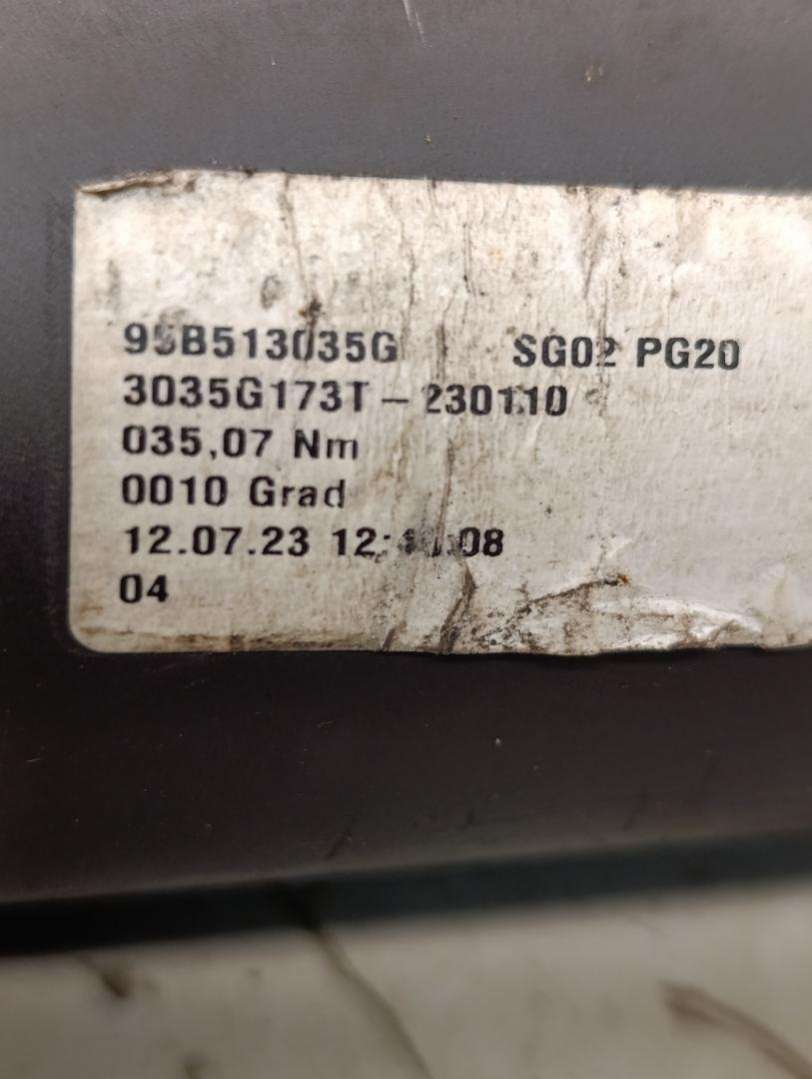 95B513035G SG02 PG20
3035G173T - 230110
035,07 Nm
0010 Grad
12.07.23
04